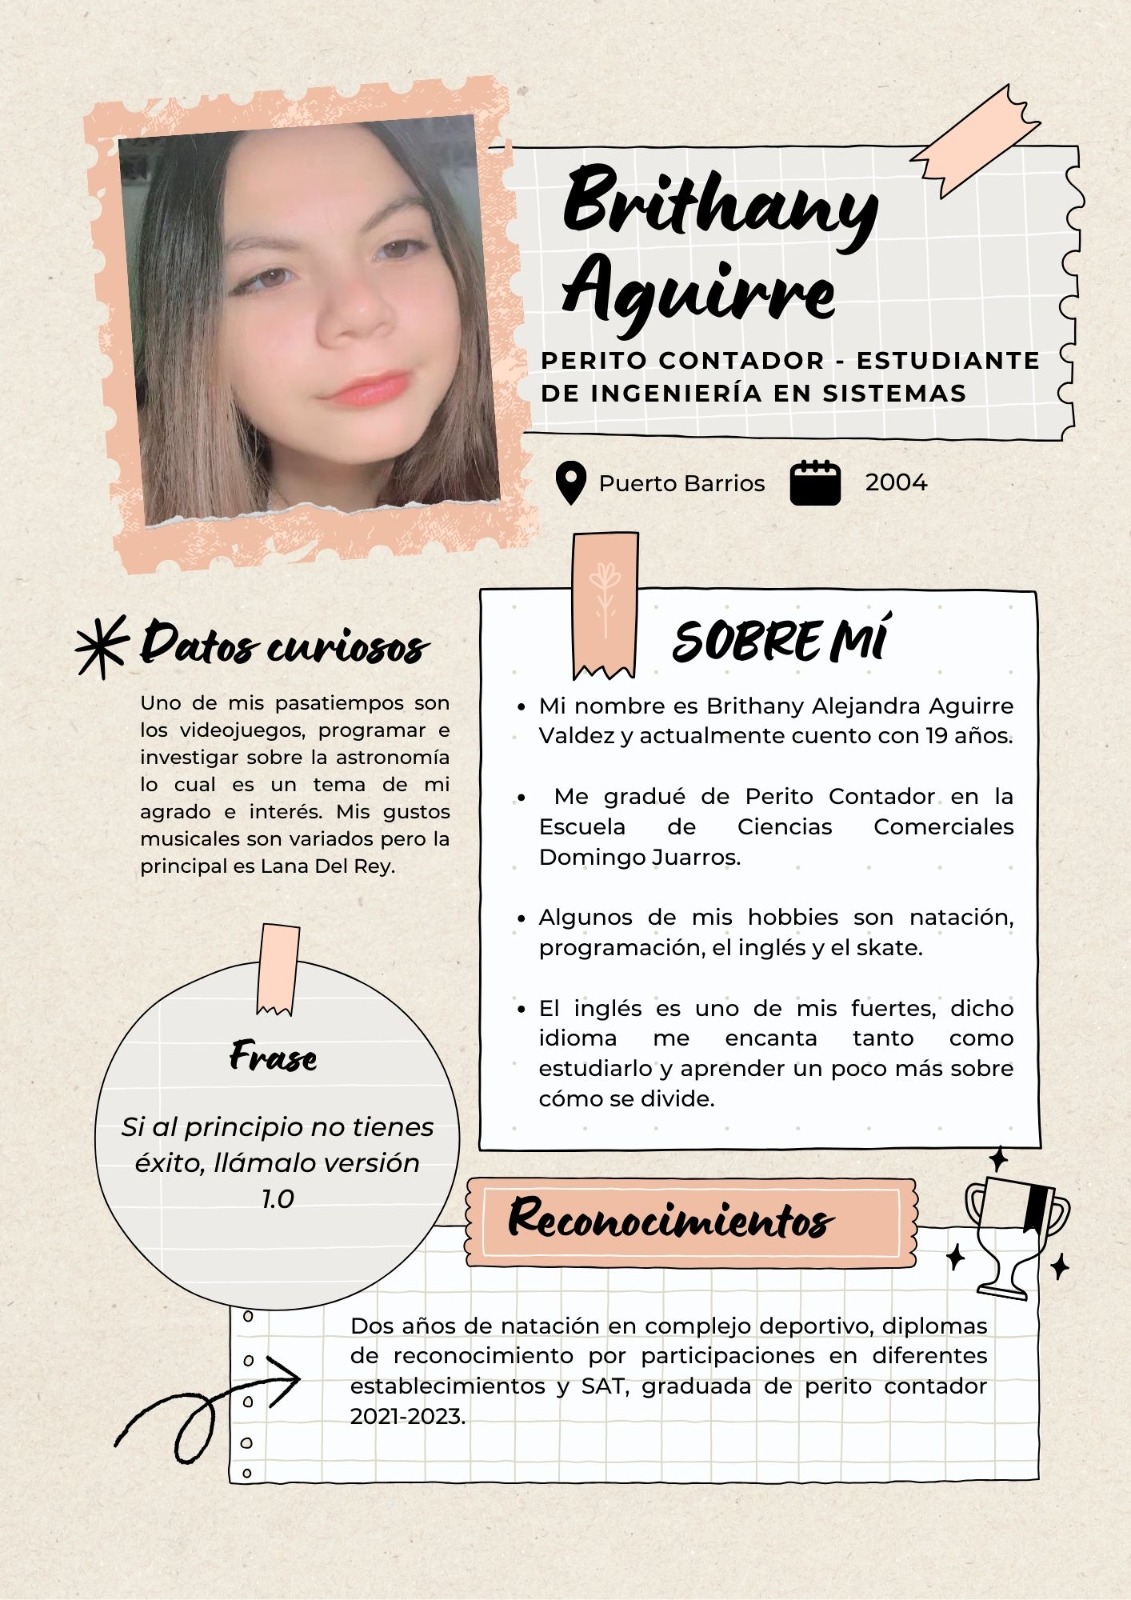 Brithany
Aguirre
PERITO CONTADOR - ESTUDIANTE
DE INGENIERÍA EN SISTEMAS
Puerto Barrios
2004
Datos curiosos
Uno de mis pasatiempos son
los videojuegos, programar e
investigar sobre la astronomía
lo cual es un tema de mi
agrado e interés. Mis gustos
musicales son variados pero la
principal es Lana Del Rey.
SOBRE MÍ
• Mi nombre es Brithany Alejandra Aguirre
Valdez y actualmente cuento con 19 años.
• Me gradué de Perito Contador en la
Escuela de Ciencias Comerciales
Domingo Juarros.
• Algunos de mis hobbies son natación,
programación, el inglés y el skate.
• El inglés es uno de mis fuertes, dicho
idioma me encanta tanto como
estudiarlo y aprender un poco más sobre
cómo se divide.
Frase
Si al principio no tienes
éxito, llámalo versión
1.0
Reconocimientos
Dos años de natación en complejo deportivo, diplomas
de reconocimiento por participaciones en diferentes
establecimientos y SAT, graduada de perito contador
2021-2023.